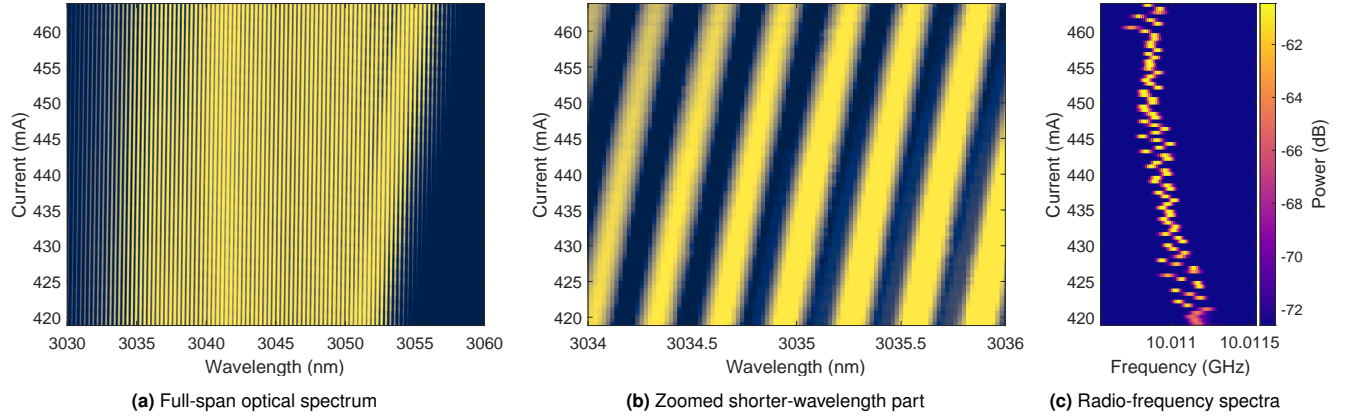 460
455
450
445
440
435
430
425
420
Current (mA)
3030 3035 3040 3045 3050 3055 3060
Wavelength (nm)
(a) Full-span optical spectrum
460
455
450
445
440
435
430
425
420
Current (mA)
3034 3034.5 3035 3035.5 3036
Wavelength (nm)
(b) Zoomed shorter-wavelength part
460
455
450
445
440
435
430
425
420
Current (mA)
10.011 10.0115
Frequency (GHz)
-62
-64
-66
-68
-70
-72
Power (dB)
(c) Radio-frequency spectra